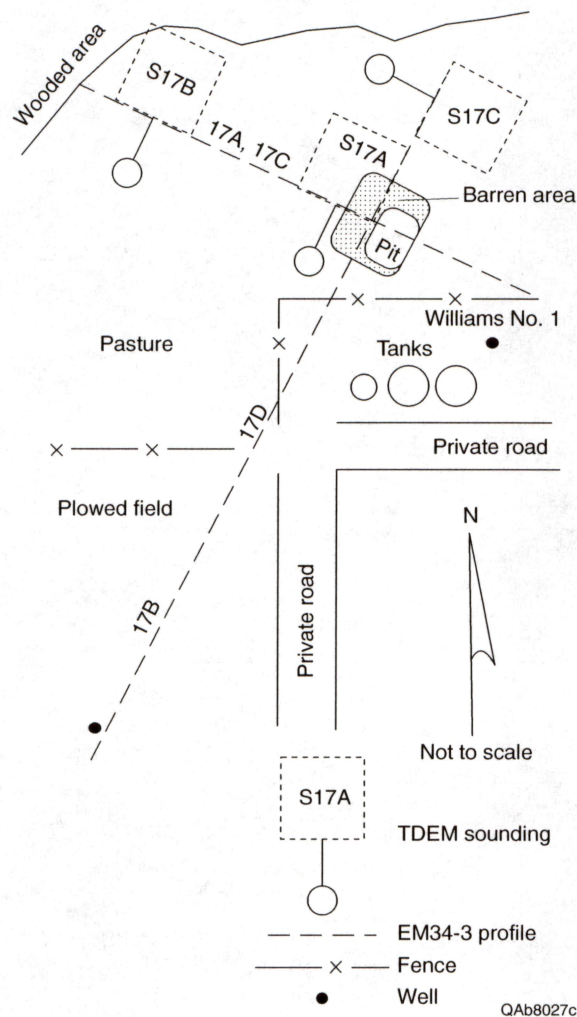 Wooded area
S17B
S17C
17A, 17C
S17A
Barren area
Pit
Williams No. 1
Pasture
Tanks
17D
Private road
Plowed field
N
17B
Private road
Not to scale
S17A
TDEM sounding
EM34-3 profile
Fence
Well
QAb8027c